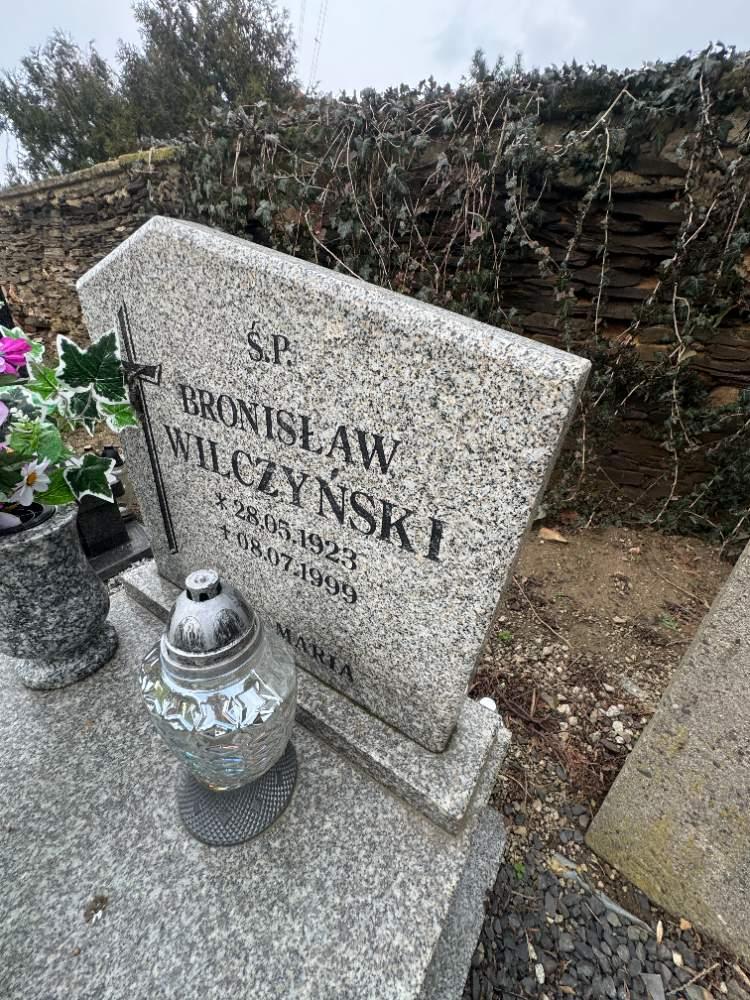 Ś.P.
BRONISŁAW
WILCZYŃSKI
* 28.05.1923
+ 08.07.1999
MARIA